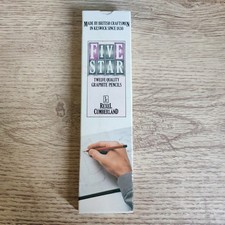 MADE BY BRITISH CRAFTSMEN
IN KESWICK SINCE 1832
FIVE
STAR
TWELVE QUALITY
GRAPHITE PENCILS
REXEL
CUMBERLAND